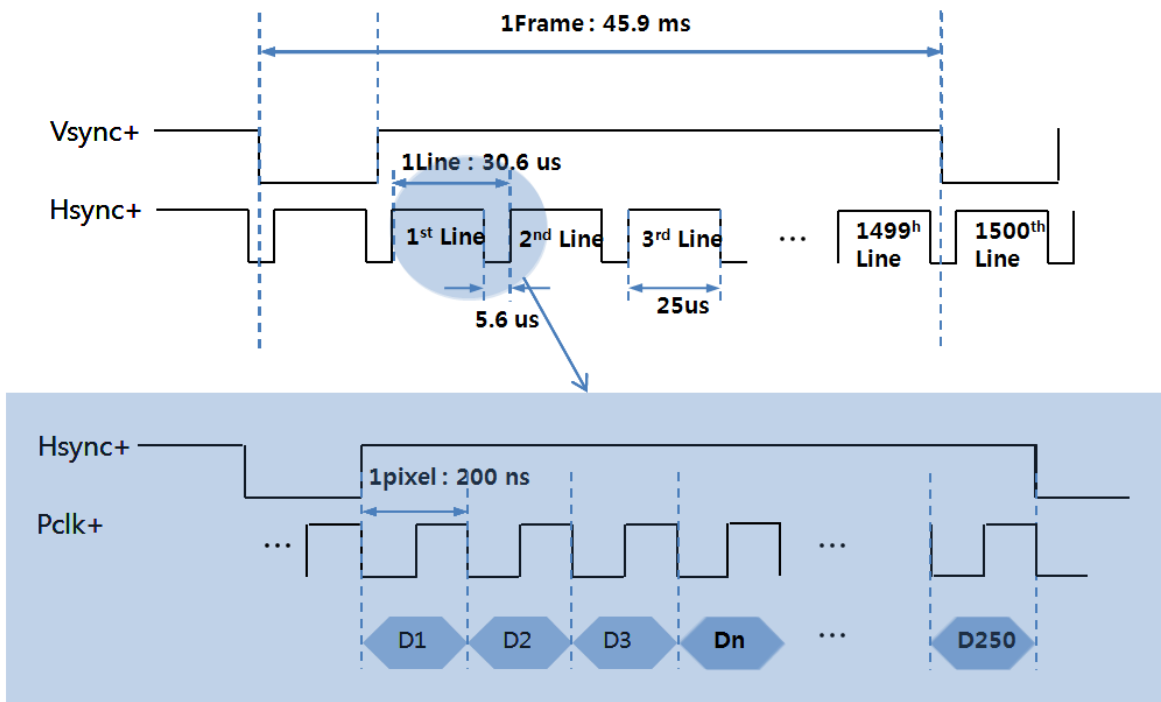 1Frame : 45.9 ms
Vsync+
1Line : 30.6 us
Hsync+
1st Line
2nd Line
3rd Line
...
1499h Line
1500th Line
5.6 us
25us
Hsync+
1pixel : 200 ns
Pclk+
...
...
D1
D2
D3
Dn
...
D250